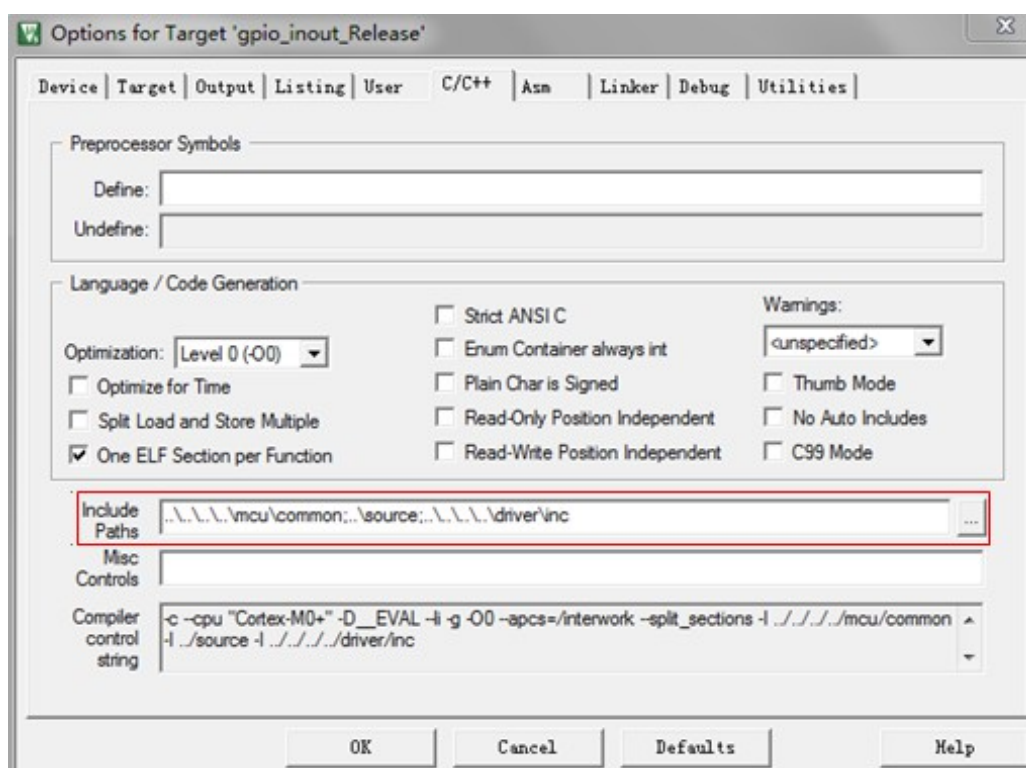 Options for Target 'gpio_inout_Release'
Device Target Output Listing User C/C++ Asm Linker Debug Utilities
Preprocessor Symbols
Define:
Undefine:
Language / Code Generation
Optimization: Level 0 (-O0)
Optimize for Time
Split Load and Store Multiple
One ELF Section per Function
Strict ANSI C
Enum Container always int
Plain Char is Signed
Read-Only Position Independent
Read-Write Position Independent
Warnings:
<unspecified>
Thumb Mode
No Auto Includes
C99 Mode
Include
Paths
..\..\..\..\mcu\common;..\source;..\..\..\..\driver\inc
...
Misc
Controls
Compiler
control
string
-c --cpu "Cortex-M0+" -D__EVAL --li -g -O0 --apcs=/interwork --split_sections -I ../../../../mcu/common
-I ../source -I ../../../../driver/inc
OK Cancel Defaults Help